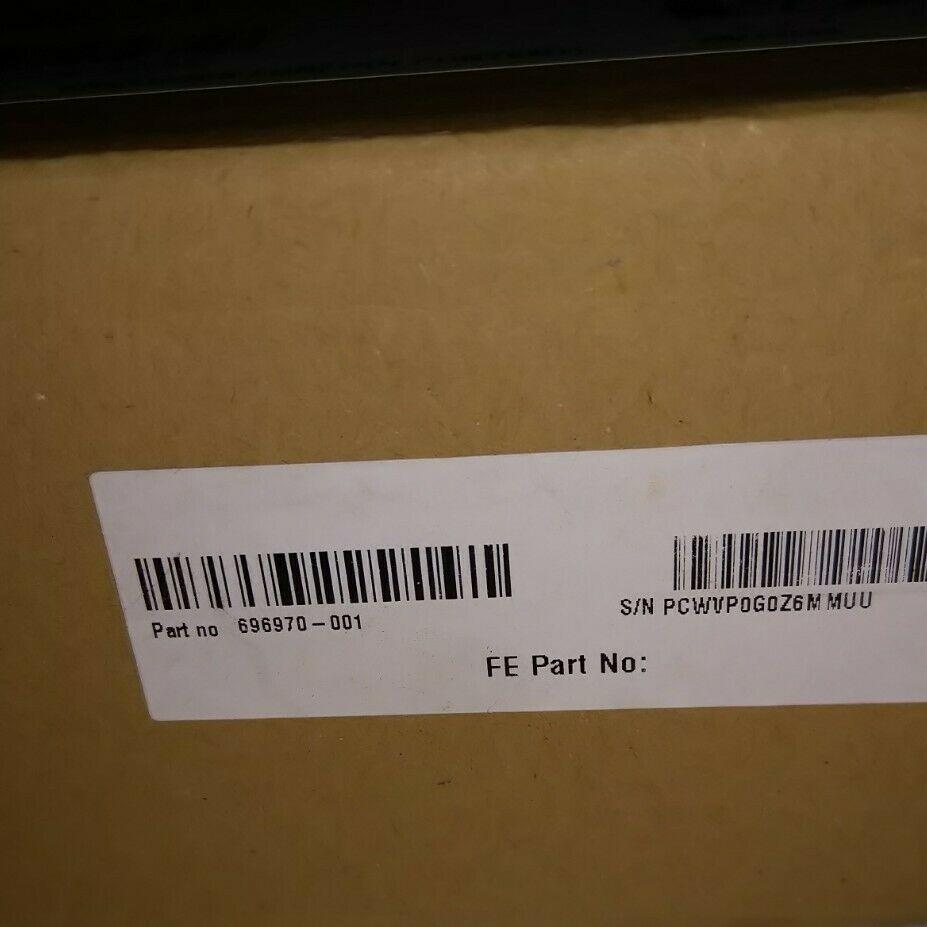 Part no 696970-001
S/N PCWVP0G0Z6MMUU
FE Part No: